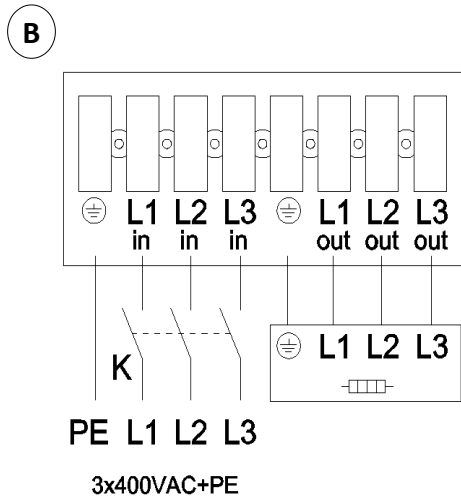 B
L1 L2 L3 L1 L2 L3
in in in out out out
L1 L2 L3
K
PE L1 L2 L3
3x400VAC+PE